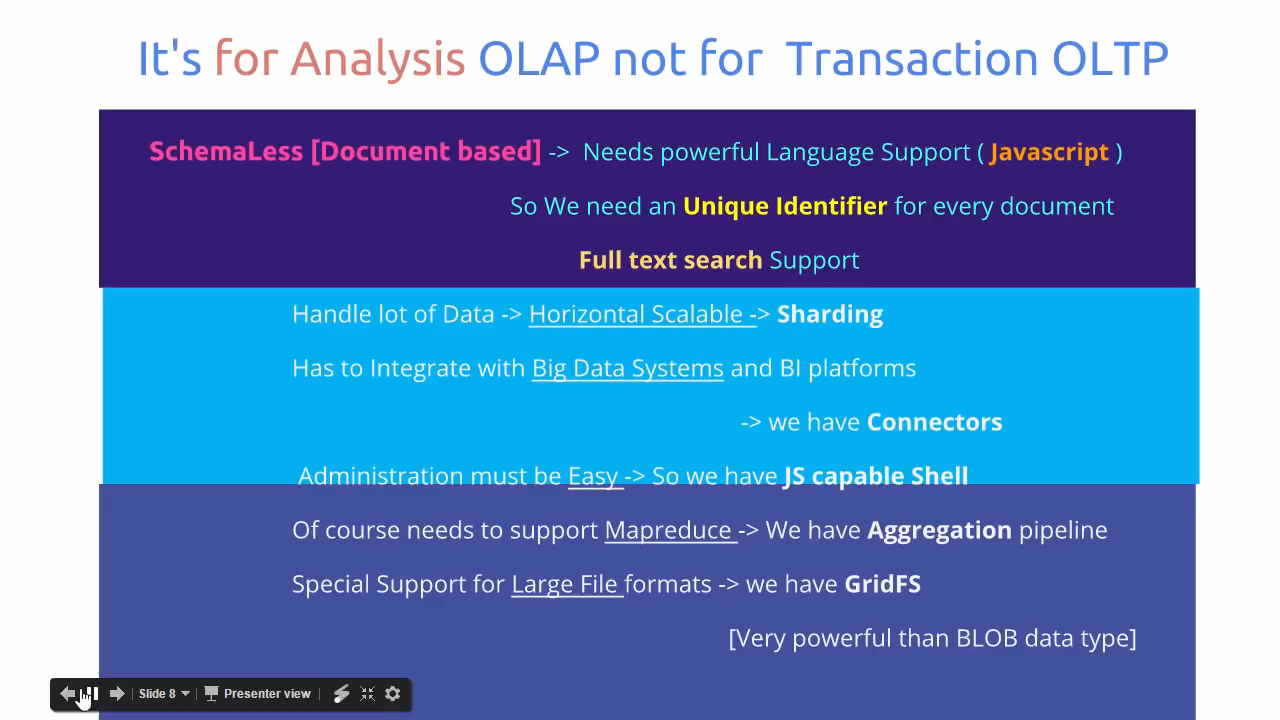 It's for Analysis OLAP not for Transaction OLTP
SchemaLess [Document based] -> Needs powerful Language Support ( Javascript )
So We need an Unique Identifier for every document
Full text search Support
Handle lot of Data -> Horizontal Scalable -> Sharding
Has to Integrate with Big Data Systems and BI platforms
-> we have Connectors
Administration must be Easy -> So we have JS capable Shell
Of course needs to support Mapreduce -> We have Aggregation pipeline
Special Support for Large File formats -> we have GridFS
[Very powerful than BLOB data type]
Slide 8 Presenter view